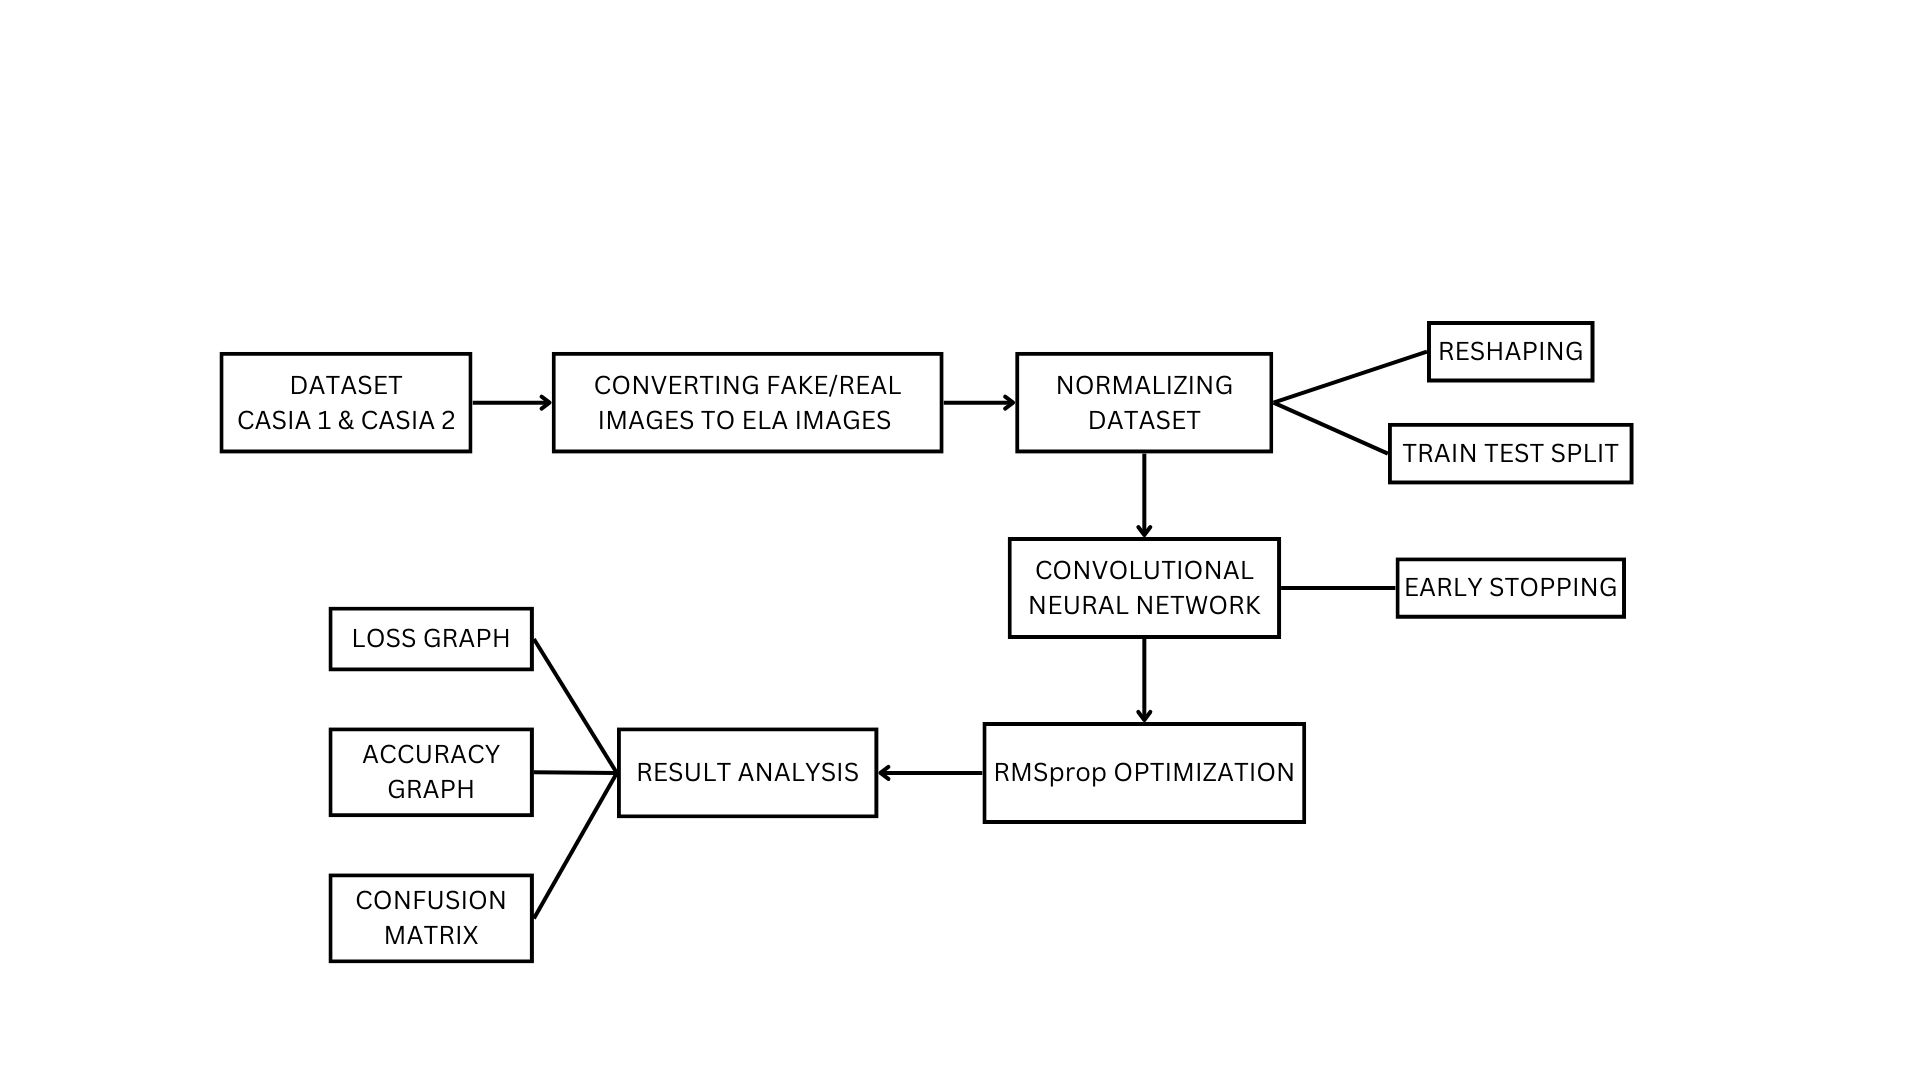 DATASET
CASIA 1 & CASIA 2
CONVERTING FAKE/REAL
IMAGES TO ELA IMAGES
NORMALIZING
DATASET
RESHAPING
TRAIN TEST SPLIT
CONVOLUTIONAL
NEURAL NETWORK
EARLY STOPPING
RMSprop OPTIMIZATION
RESULT ANALYSIS
LOSS GRAPH
ACCURACY
GRAPH
CONFUSION
MATRIX